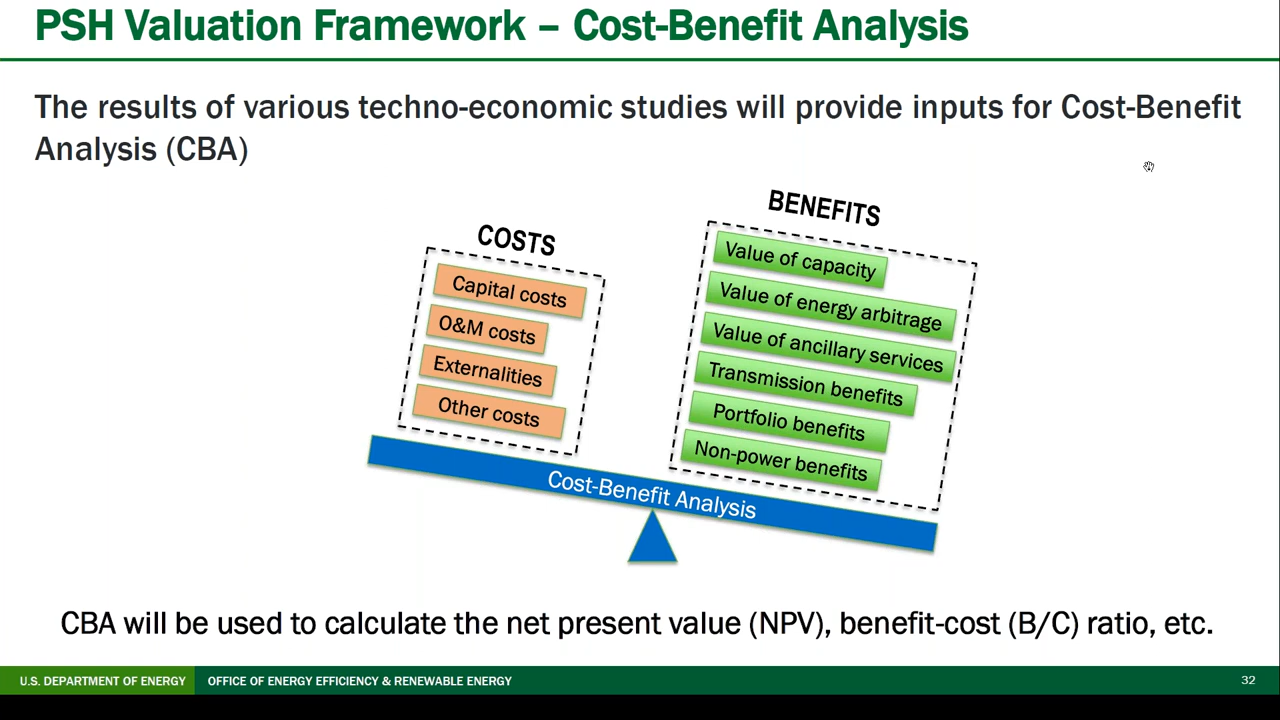 PSH Valuation Framework – Cost-Benefit Analysis
The results of various techno-economic studies will provide inputs for Cost-Benefit
Analysis (CBA)
COSTS
Capital costs
O&M costs
Externalities
Other costs
BENEFITS
Value of capacity
Value of energy arbitrage
Value of ancillary services
Transmission benefits
Portfolio benefits
Non-power benefits
Cost-Benefit Analysis
CBA will be used to calculate the net present value (NPV), benefit-cost (B/C) ratio, etc.
U.S. DEPARTMENT OF ENERGY OFFICE OF ENERGY EFFICIENCY & RENEWABLE ENERGY 32